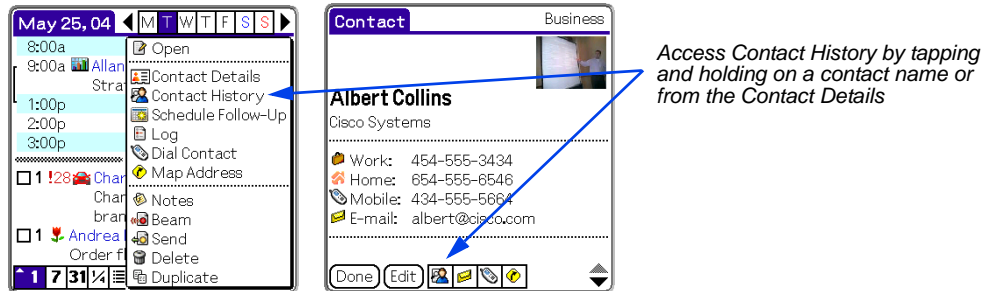 May 25, 04 M T W T F S S
8:00a
9:00a Allan
Stra
1:00p
2:00p
3:00p
1 !28 Char
Char
bran
1 Andrea
Order fl
1 7 31
Open
Contact Details
Contact History
Schedule Follow-Up
Log
Dial Contact
Map Address
Notes
Beam
Send
Delete
Duplicate
Contact Business
Albert Collins
Cisco Systems
Work: 454-555-3434
Home: 654-555-6546
Mobile: 434-555-5664
E-mail: albert@cisco.com
Done Edit
Access Contact History by tapping
and holding on a contact name or
from the Contact Details